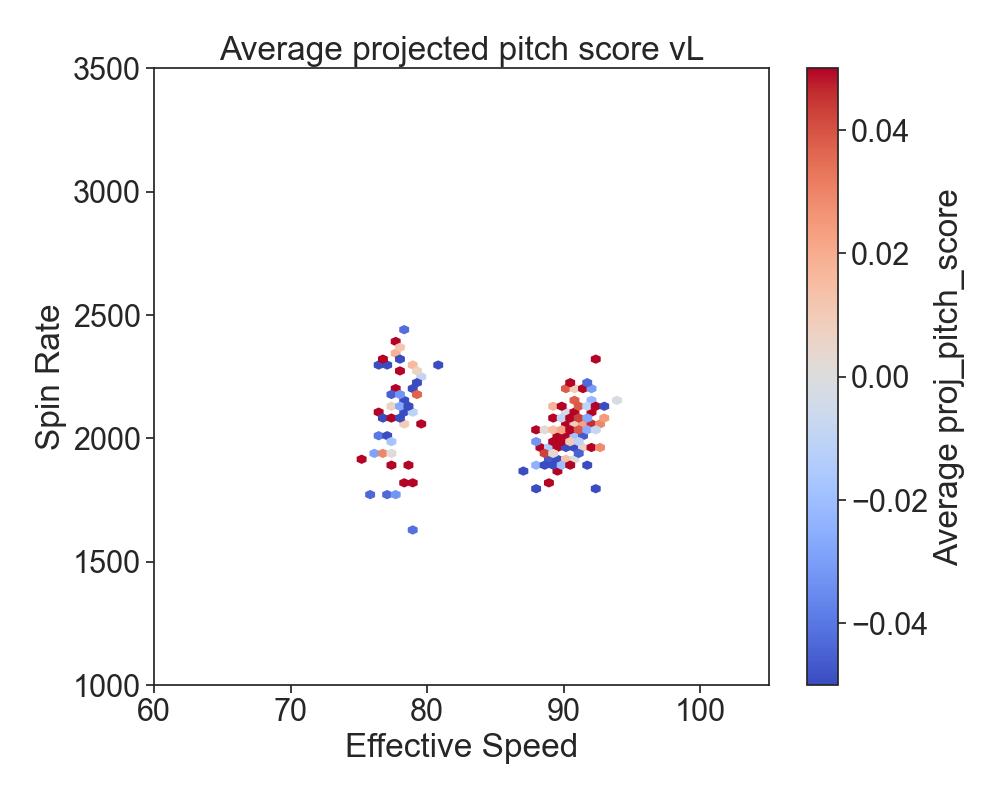 Average projected pitch score vL
3500
3000
2500
2000
1500
1000
Spin Rate
60 70 80 90 100
Effective Speed
0.04
0.02
0.00
−0.02
−0.04
Average proj_pitch_score